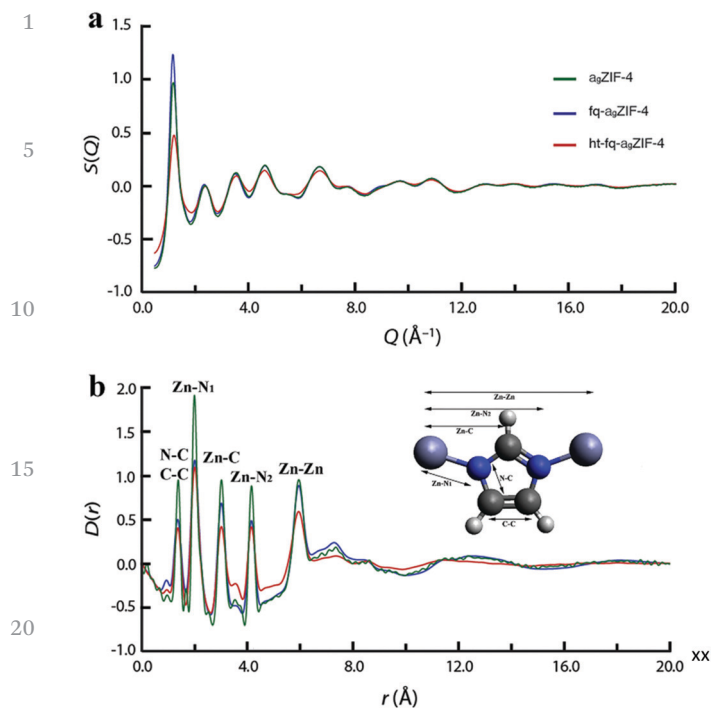 1
5
10
15
20
a
1.5
1.0
0.5
0.0
-0.5
-1.0
S(Q)
agZIF-4
fq-agZIF-4
ht-fq-agZIF-4
0.0 4.0 8.0 12.0 16.0 20.0
Q (Å⁻¹)
b
2.0
1.5
1.0
0.5
0.0
-0.5
-1.0
D(r)
Zn-N1
N-C
C-C
Zn-C
Zn-N2
Zn-Zn
Zn-Zn
Zn-N2
Zn-C
Zn-N1
N-C
C-C
0.0 4.0 8.0 12.0 16.0 20.0
r (Å)
xx